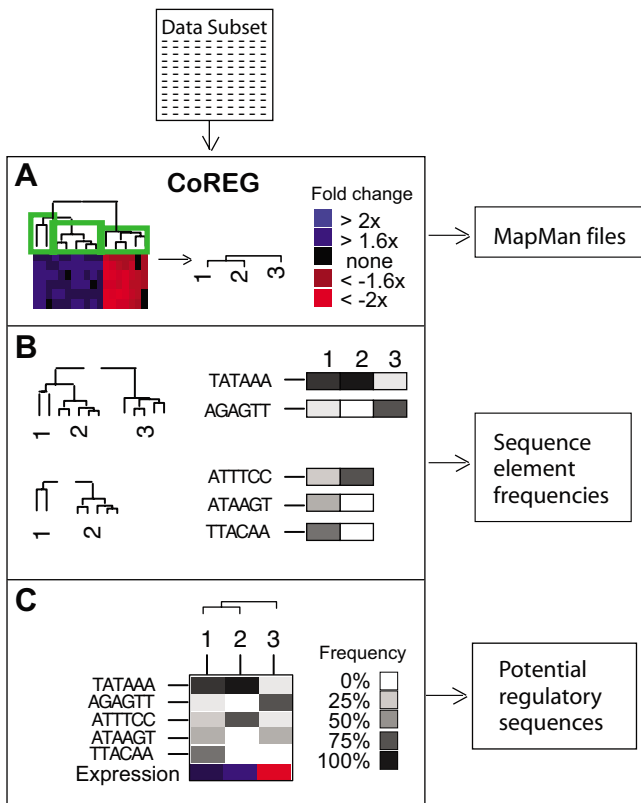 Data Subset
A
CoREG
Fold change
> 2x
> 1.6x
none
< -1.6x
< -2x
1
2
3
MapMan files
B
1
2
3
1 2 3
TATAAA
AGAGTT
1
2
ATTTCC
ATAAGT
TTACAA
Sequence
element
frequencies
C
1 2 3
TATAAA
AGAGTT
ATTTCC
ATAAGT
TTACAA
Expression
Frequency
0%
25%
50%
75%
100%
Potential
regulatory
sequences